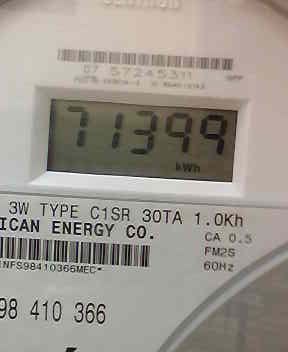 07 57245311
71399
kWh
3W TYPE C1SR 30TA 1.0Kh
ICAN ENERGY CO.
CA 0.5
FM2S
60Hz
INFS98410366MEC*
98 410 366